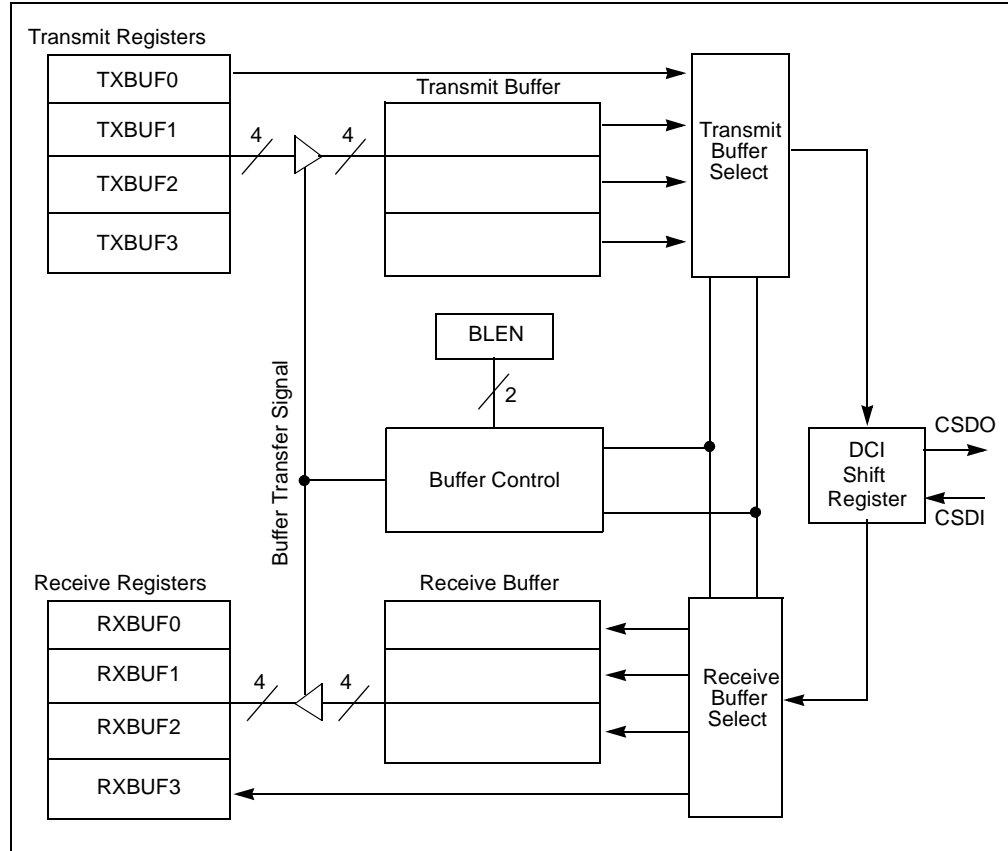 Transmit Registers
TXBUF0
TXBUF1
TXBUF2
TXBUF3
4
4
Transmit Buffer
Transmit
Buffer
Select
BLEN
2
Buffer Transfer Signal
Buffer Control
DCI
Shift
Register
CSDO
CSDI
Receive Registers
RXBUF0
RXBUF1
RXBUF2
RXBUF3
4
4
Receive Buffer
Receive
Buffer
Select